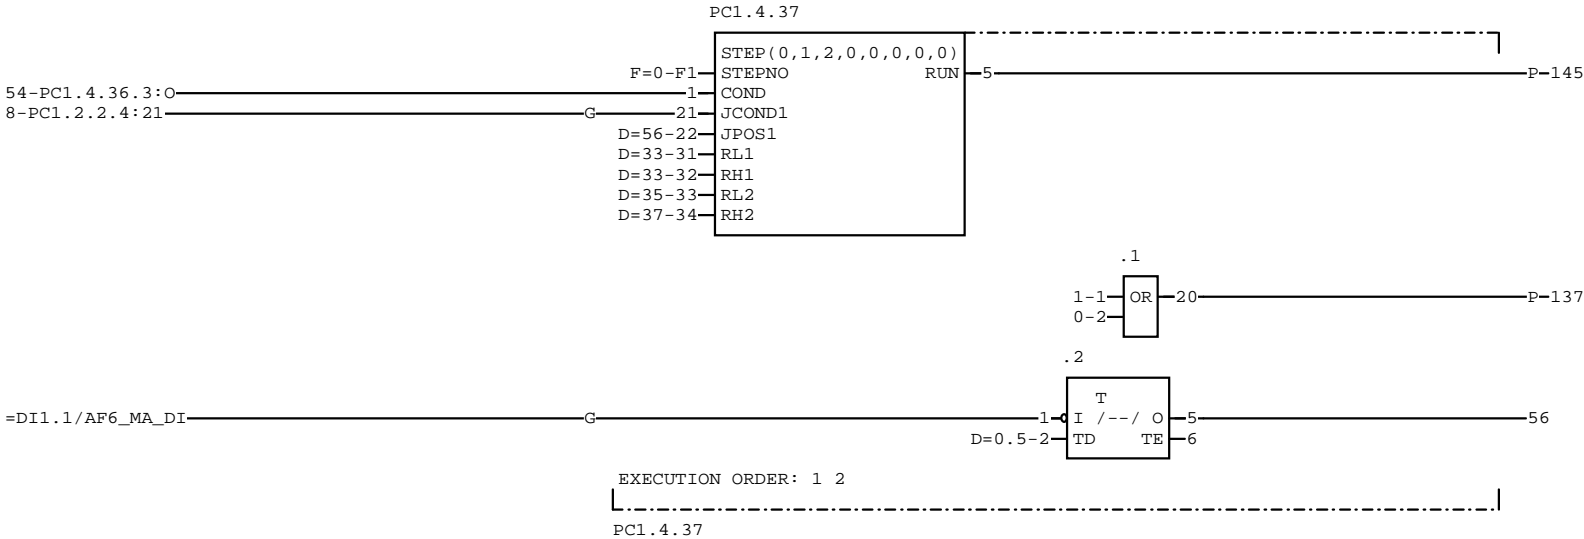 PC1.4.37
STEP(0,1,2,0,0,0,0,0)
F=0-F1 STEPNO RUN 5 P-145
54-PC1.4.36.3:O 1 COND
8-PC1.2.2.4:21 G 21 JCOND1
D=56-22 JPOS1
D=33-31 RL1
D=33-32 RH1
D=35-33 RL2
D=37-34 RH2
.1
1-1 OR 20 P-137
0-2
.2
T
=DI1.1/AF6_MA_DI G 1 I /--/ O 5 56
D=0.5-2 TD TE 6
EXECUTION ORDER: 1 2
PC1.4.37